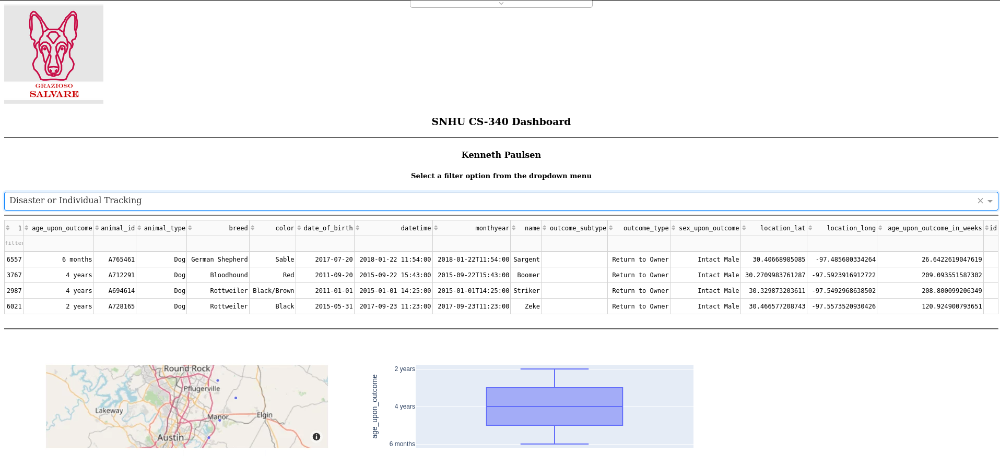 GRAZIOSO
SALVARE
SNHU CS-340 Dashboard
Kenneth Paulsen
Select a filter option from the dropdown menu
Disaster or Individual Tracking
1 age_upon_outcome animal_id animal_type breed color date_of_birth datetime monthyear name outcome_subtype outcome_type sex_upon_outcome location_lat location_long age_upon_outcome_in_weeks id
filter
6557 6 months A765461 Dog German Shepherd Sable 2017-07-20 2018-01-22 11:54:00 2018-01-22T11:54:00 Sargent Return to Owner Intact Male 30.40668985085 -97.485680334264 26.6422619047619
3767 4 years A712291 Dog Bloodhound Red 2011-09-20 2015-09-22 15:43:00 2015-09-22T15:43:00 Boomer Return to Owner Intact Male 30.2709983761287 -97.5923916912722 209.093551587302
2987 4 years A694614 Dog Rottweiler Black/Brown 2011-01-01 2015-01-01 14:25:00 2015-01-01T14:25:00 Striker Return to Owner Intact Male 30.329873203611 -97.5492968638502 208.800099206349
6021 2 years A728165 Dog Rottweiler Black 2015-05-31 2017-09-23 11:23:00 2017-09-23T11:23:00 Zeke Return to Owner Intact Male 30.466577208743 -97.5573520930426 120.924900793651
Round Rock
Pflugerville
Lakeway
Manor
Elgin
Austin
age_upon_outcome
2 years
4 years
6 months